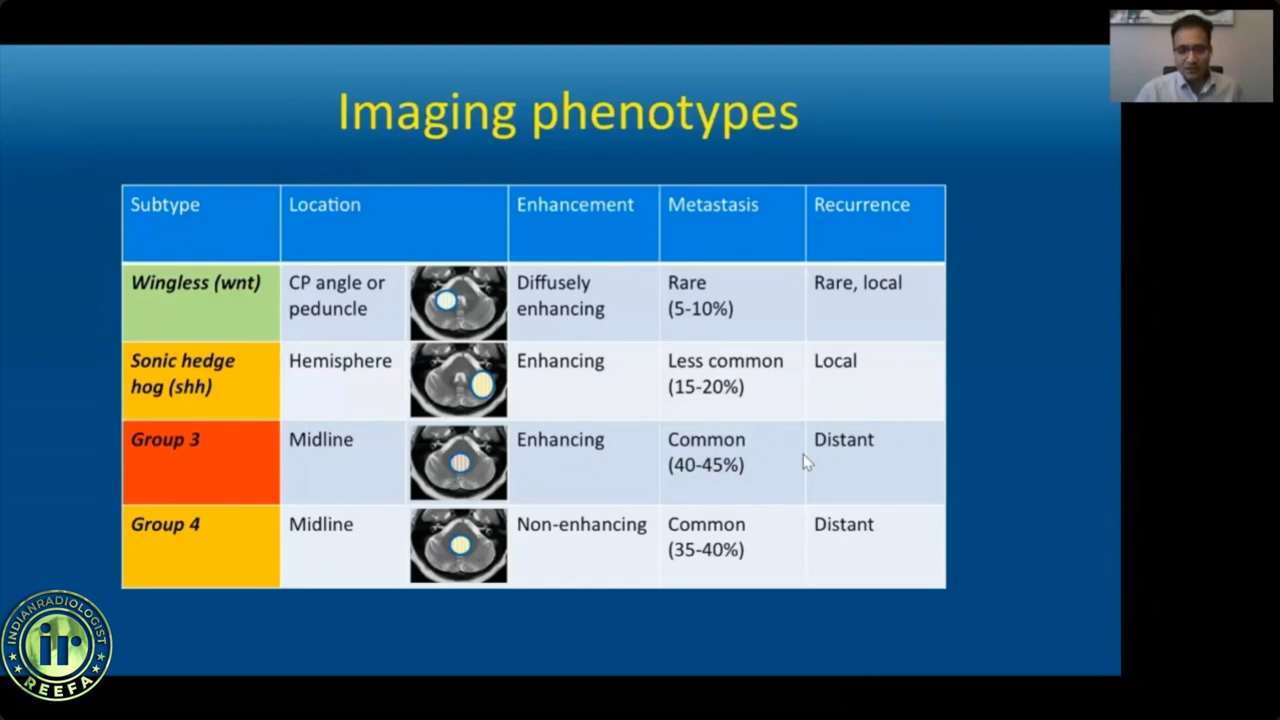 Imaging phenotypes
Subtype Location Enhancement Metastasis Recurrence
Wingless (wnt) CP angle or peduncle Diffusely enhancing Rare (5-10%) Rare, local
Sonic hedge hog (shh) Hemisphere Enhancing Less common (15-20%) Local
Group 3 Midline Enhancing Common (40-45%) Distant
Group 4 Midline Non-enhancing Common (35-40%) Distant
INDIANRADIOLOGIST
ir
REEFA